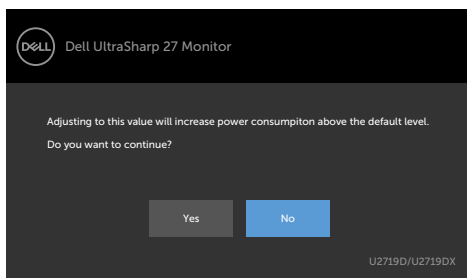 DELL
Dell UltraSharp 27 Monitor
Adjusting to this value will increase power consumpiton above the default level.
Do you want to continue?
Yes
No
U2719D/U2719DX